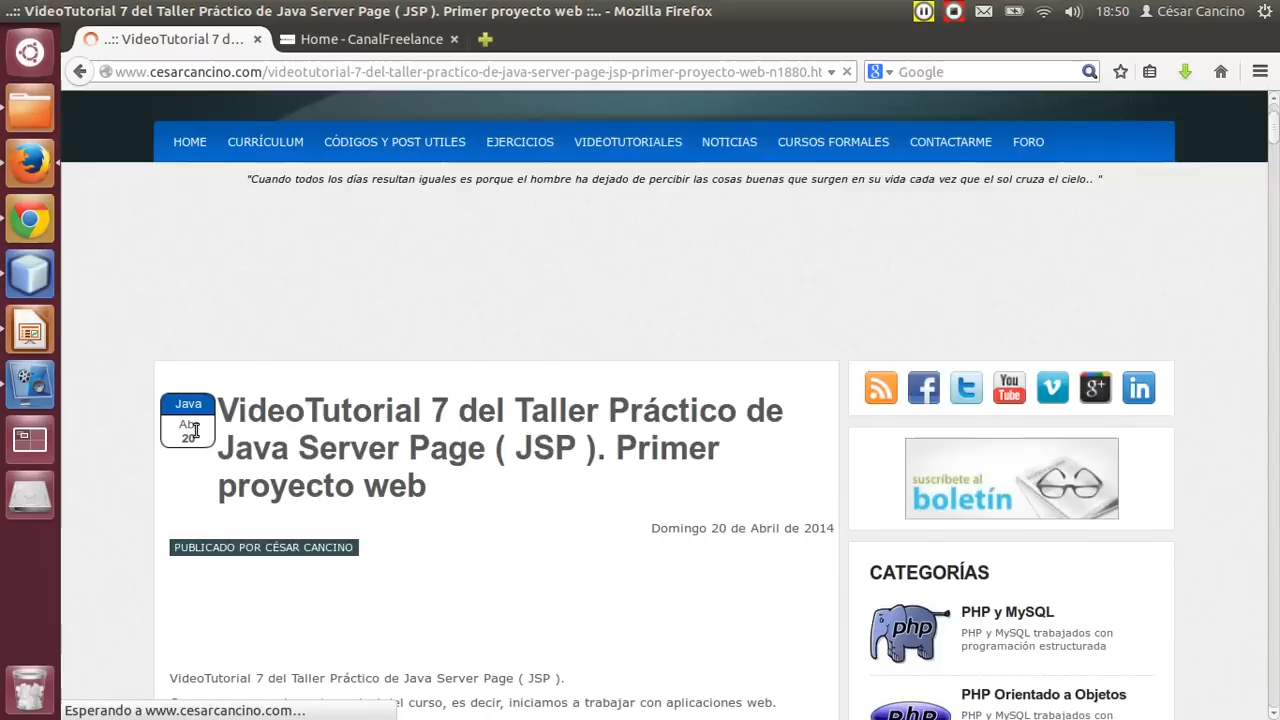 ..:: VideoTutorial 7 del Taller Práctico de Java Server Page ( JSP ). Primer proyecto web ::.. - Mozilla Firefox
18:50 César Cancino
..:: VideoTutorial 7 d...
Home - CanalFreelance
www.cesarcancino.com/videotutorial-7-del-taller-practico-de-java-server-page-jsp-primer-proyecto-web-n1880.ht
Google
HOME CURRÍCULUM CÓDIGOS Y POST UTILES EJERCICIOS VIDEOTUTORIALES NOTICIAS CURSOS FORMALES CONTACTARME FORO
"Cuando todos los días resultan iguales es porque el hombre ha dejado de percibir las cosas buenas que surgen en su vida cada vez que el sol cruza el cielo.. "
Java
20
VideoTutorial 7 del Taller Práctico de
Java Server Page ( JSP ). Primer
proyecto web
Domingo 20 de Abril de 2014
PUBLICADO POR CÉSAR CANCINO
VideoTutorial 7 del Taller Práctico de Java Server Page ( JSP ).
del curso, es decir, iniciamos a trabajar con aplicaciones web.
You
Tube
suscríbete al
boletín
CATEGORÍAS
php
PHP y MySQL
PHP y MySQL trabajados con
programación estructurada
PHP Orientado a Objetos
PHP y MySQL trabajados con
Esperando a www.cesarcancino.com...